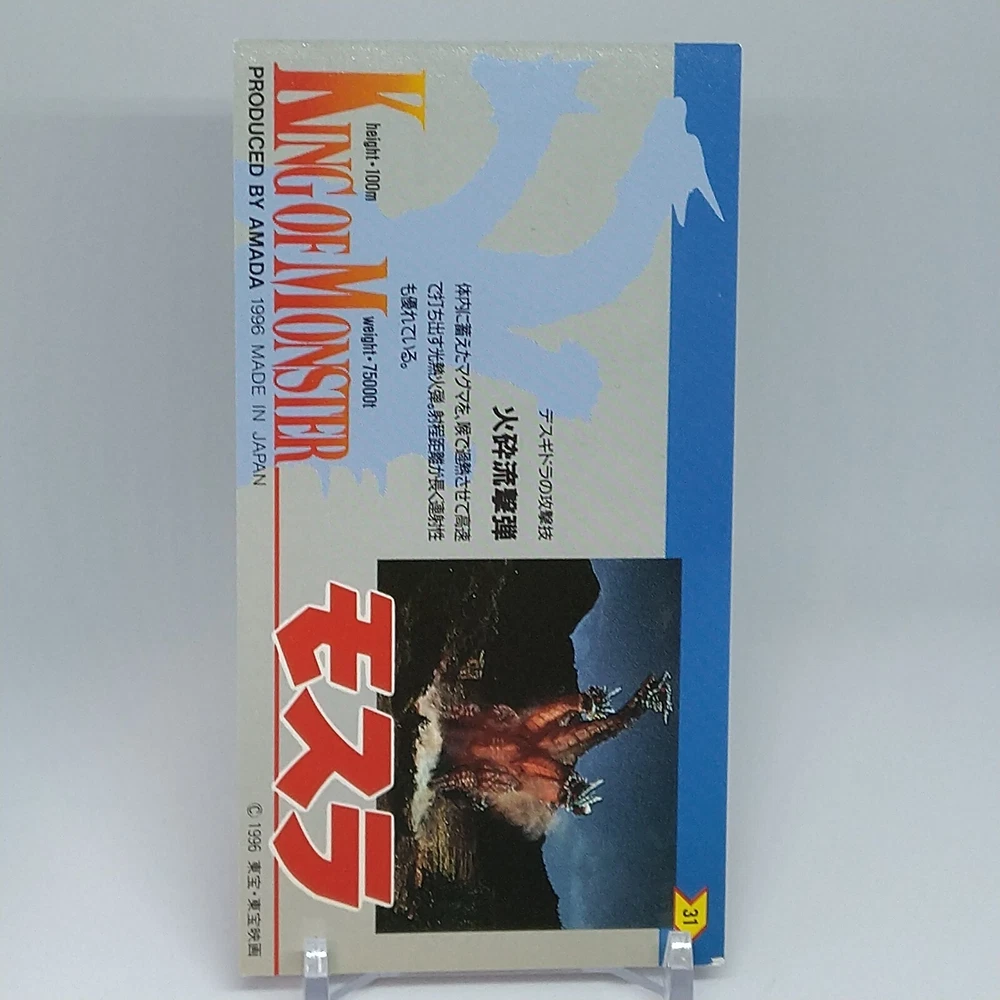 31
デスギドラの攻撃技
火砕流撃弾
体内に蓄えたマグマを、喉で過熱させて高速
で打ち出す光熱火弾。射程距離が長く連射性
も優れている。
height・100m
weight・75000t
KING OF MONSTER
モスラ
PRODUCED BY AMADA 1996 MADE IN JAPAN
© 1996 東宝・東宝映画